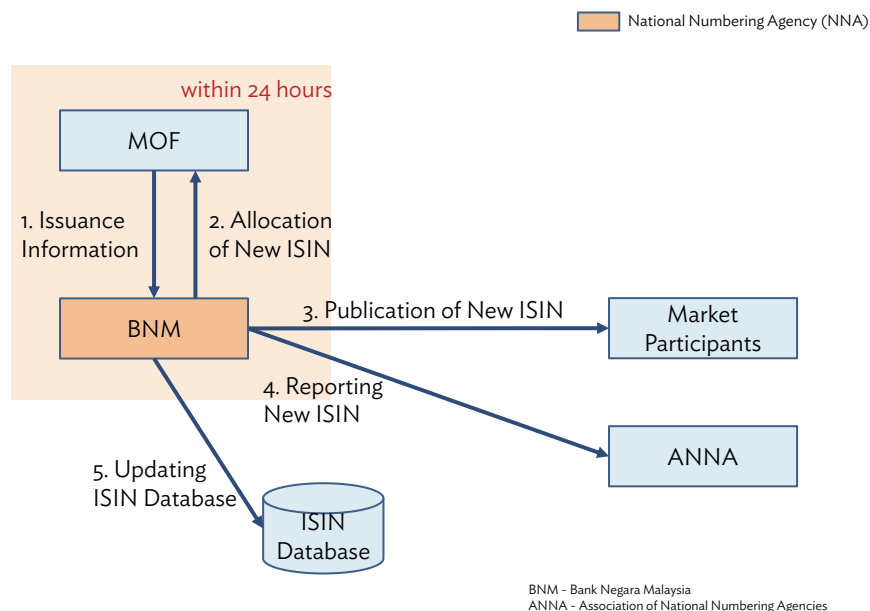 National Numbering Agency (NNA)
within 24 hours
MOF
1. Issuance
Information
2. Allocation
of New ISIN
BNM
3. Publication of New ISIN
Market
Participants
4. Reporting
New ISIN
ANNA
5. Updating
ISIN Database
ISIN
Database
BNM - Bank Negara Malaysia
ANNA - Association of National Numbering Agencies